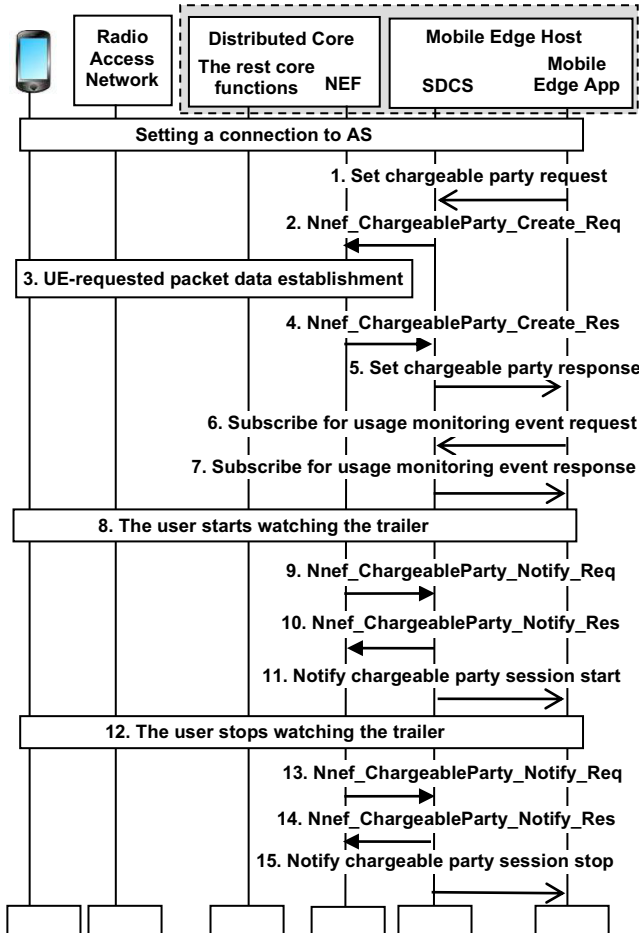 Radio
Access
Network
Distributed Core
The rest core
functions
NEF
Mobile Edge Host
SDCS
Mobile
Edge App
Setting a connection to AS
1. Set chargeable party request
2. Nnef_ChargeableParty_Create_Req
3. UE-requested packet data establishment
4. Nnef_ChargeableParty_Create_Res
5. Set chargeable party response
6. Subscribe for usage monitoring event request
7. Subscribe for usage monitoring event response
8. The user starts watching the trailer
9. Nnef_ChargeableParty_Notify_Req
10. Nnef_ChargeableParty_Notify_Res
11. Notify chargeable party session start
12. The user stops watching the trailer
13. Nnef_ChargeableParty_Notify_Req
14. Nnef_ChargeableParty_Notify_Res
15. Notify chargeable party session stop